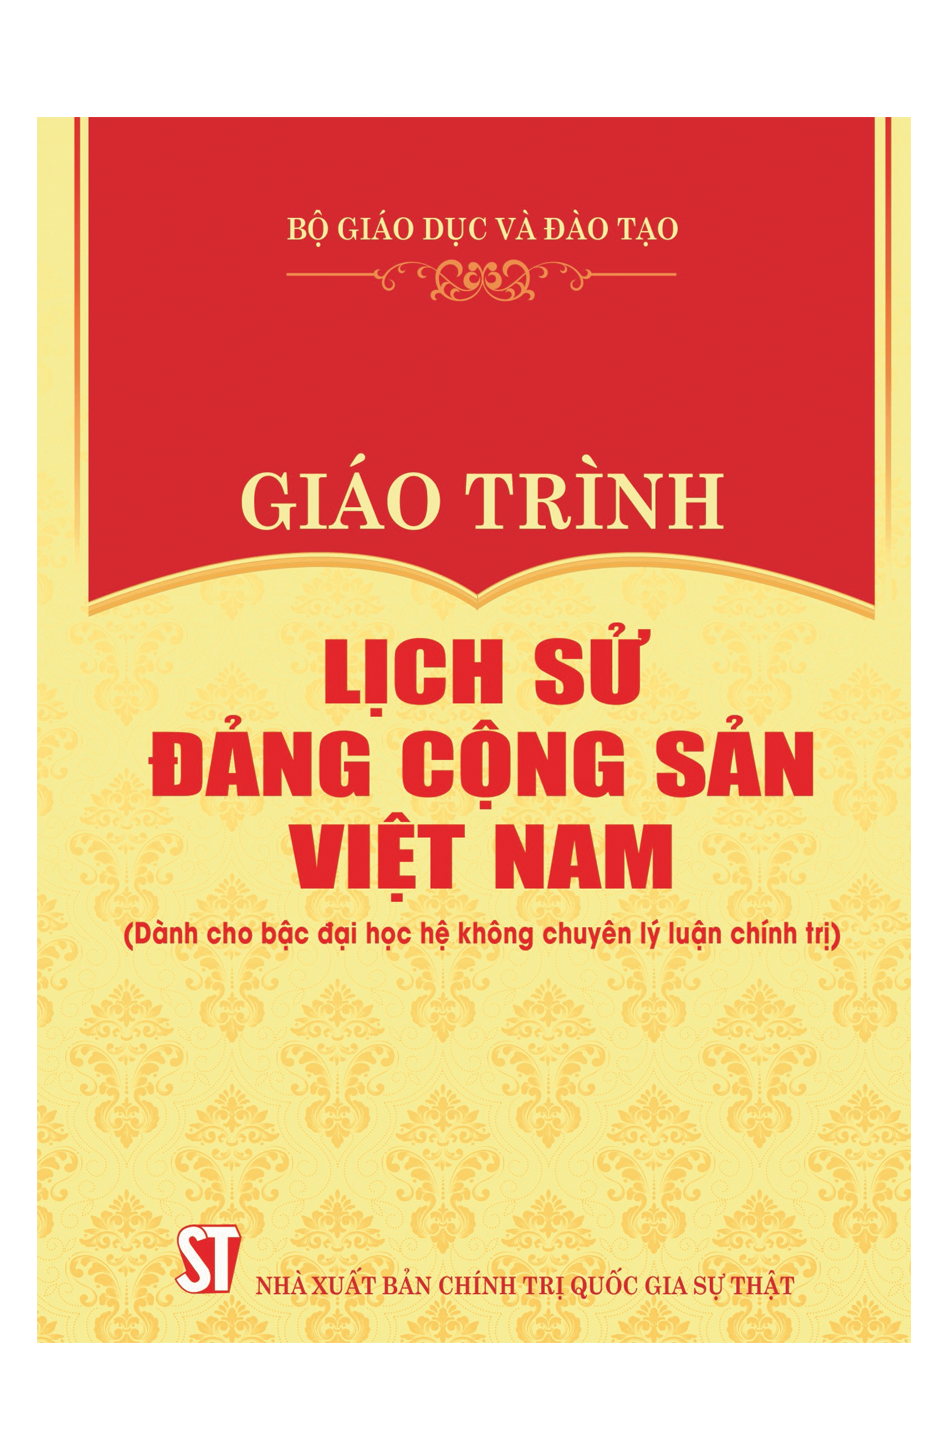 BỘ GIÁO DỤC VÀ ĐÀO TẠO
GIÁO TRÌNH
LỊCH SỬ
ĐẢNG CỘNG SẢN
VIỆT NAM
(Dành cho bậc đại học hệ không chuyên lý luận chính trị)
ST
NHÀ XUẤT BẢN CHÍNH TRỊ QUỐC GIA SỰ THẬT